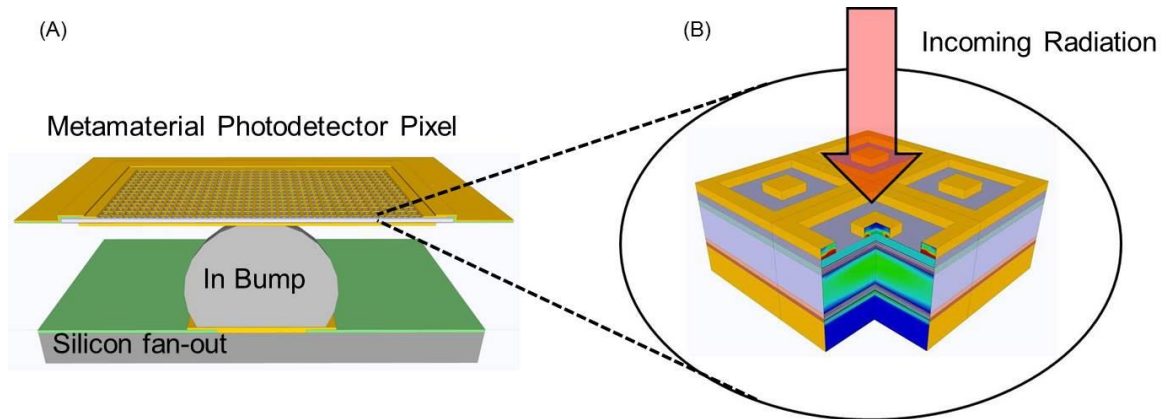 (A)
(B)
Incoming Radiation
Metamaterial Photodetector Pixel
In Bump
Silicon fan-out